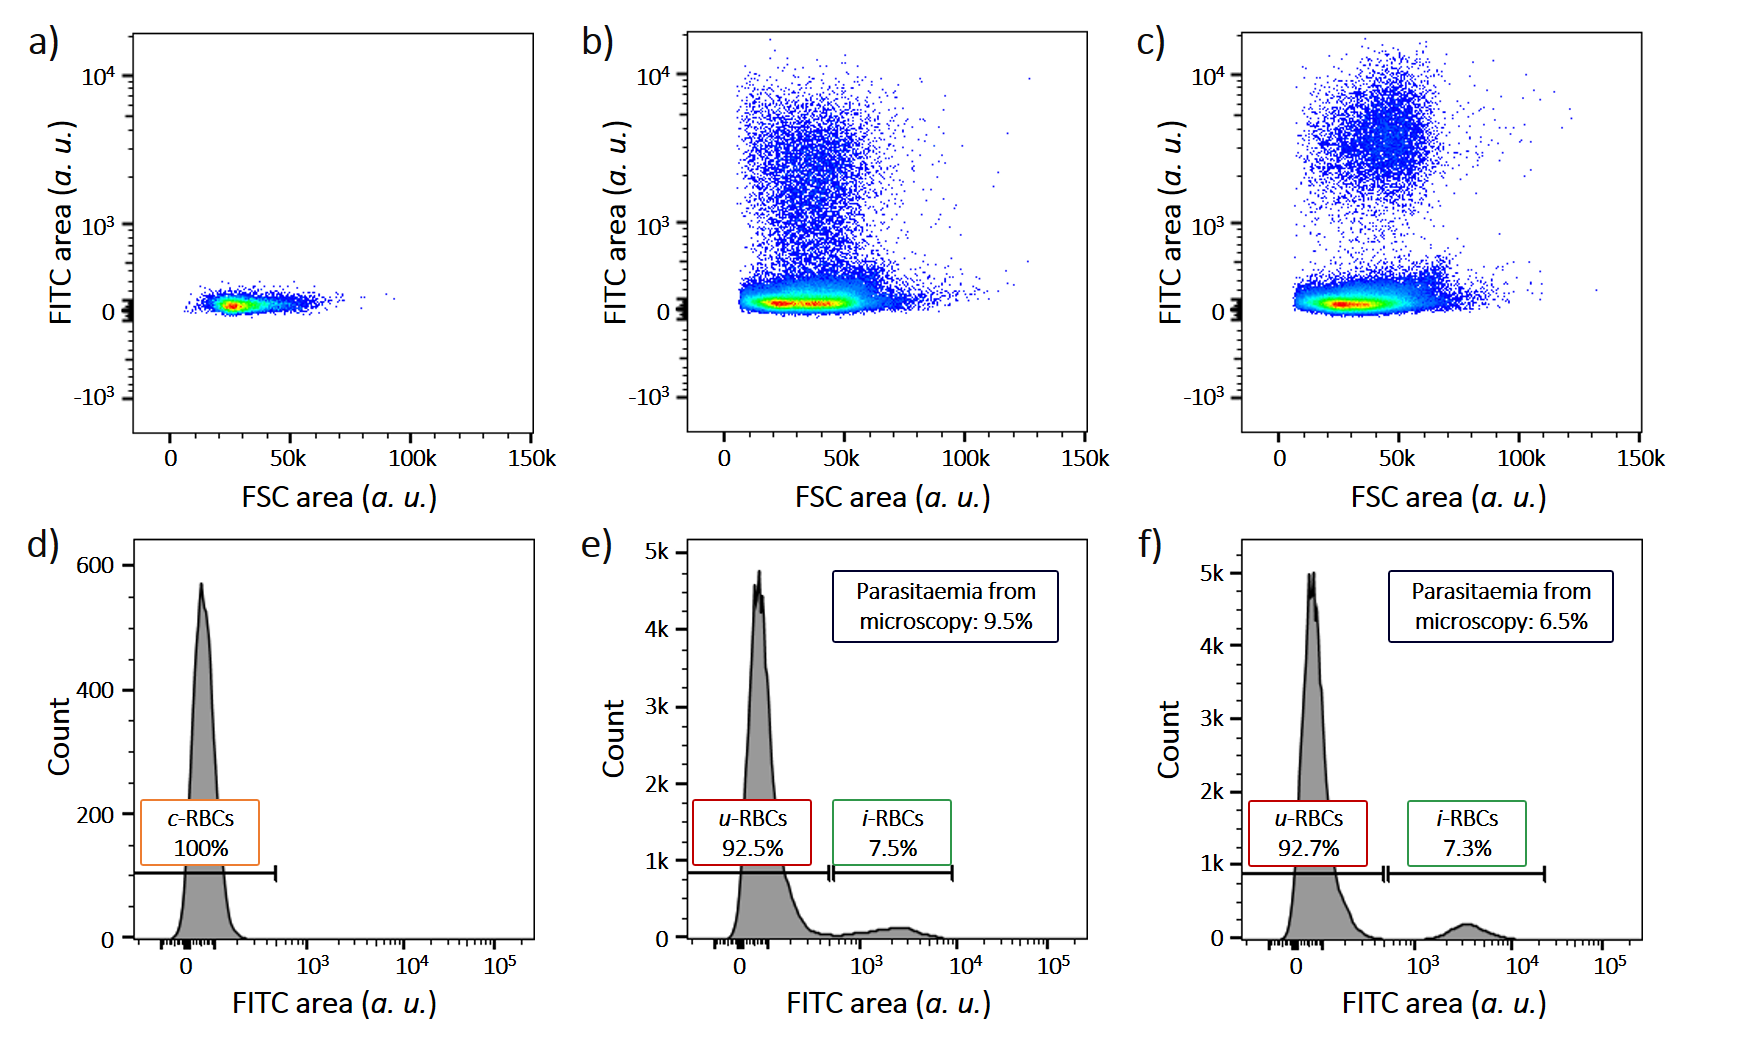 a)
10⁴
10³
0
-10³
FITC area (a. u.)
0
50k
100k
150k
FSC area (a. u.)
b)
10⁴
10³
0
-10³
FITC area (a. u.)
0
50k
100k
150k
FSC area (a. u.)
c)
10⁴
10³
0
-10³
FITC area (a. u.)
0
50k
100k
150k
FSC area (a. u.)
d)
600
400
200
0
Count
c-RBCs
100%
0
10³
10⁴
10⁵
FITC area (a. u.)
e)
5k
4k
3k
2k
1k
0
Count
Parasitaemia from
microscopy: 9.5%
u-RBCs
92.5%
i-RBCs
7.5%
0
10³
10⁴
10⁵
FITC area (a. u.)
f)
5k
4k
3k
2k
1k
0
Count
Parasitaemia from
microscopy: 6.5%
u-RBCs
92.7%
i-RBCs
7.3%
0
10³
10⁴
10⁵
FITC area (a. u.)